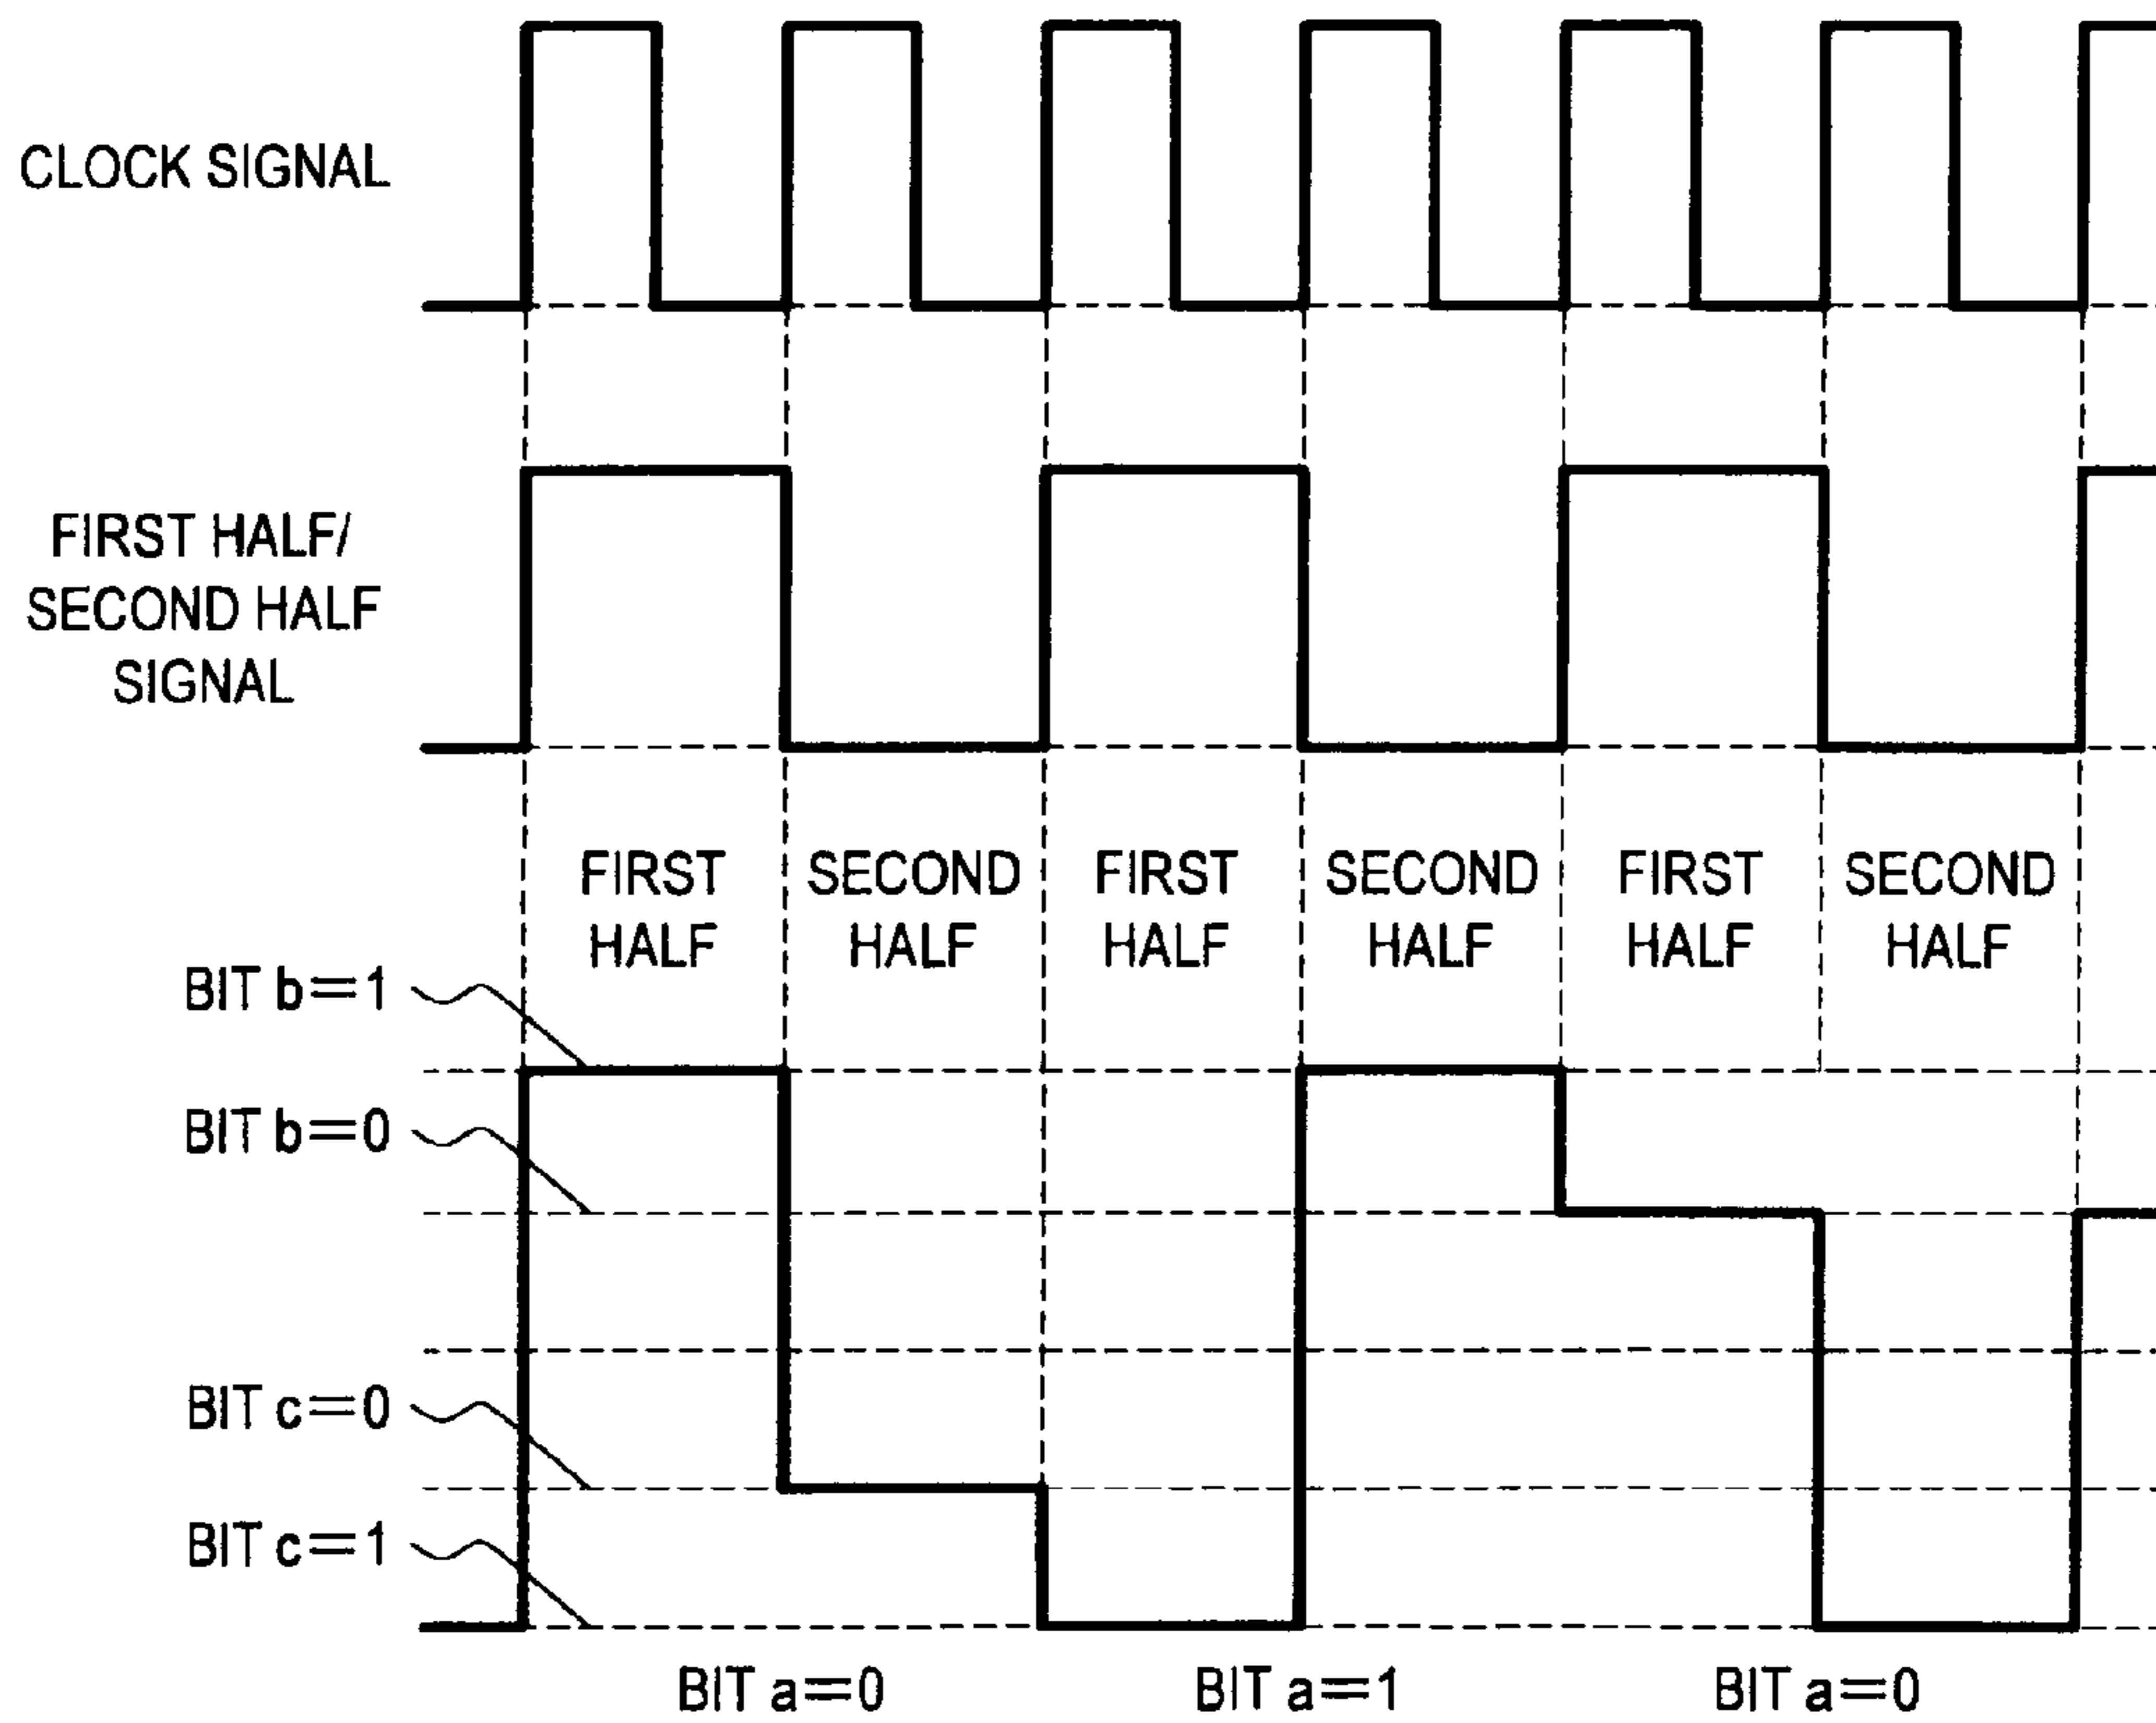 CLOCK SIGNAL
FIRST HALF/
SECOND HALF
SIGNAL
FIRST HALF
SECOND HALF
FIRST HALF
SECOND HALF
FIRST HALF
SECOND HALF
BIT b=1
BIT b=0
BIT c=0
BIT c=1
BIT a=0
BIT a=1
BIT a=0